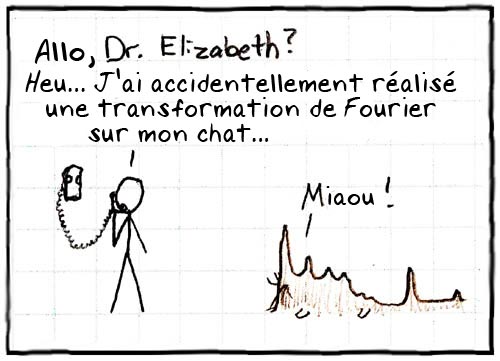 Allo, Dr. Elizabeth?
Heu... J'ai accidentellement réalisé
une transformation de Fourier
sur mon chat...
Miaou !